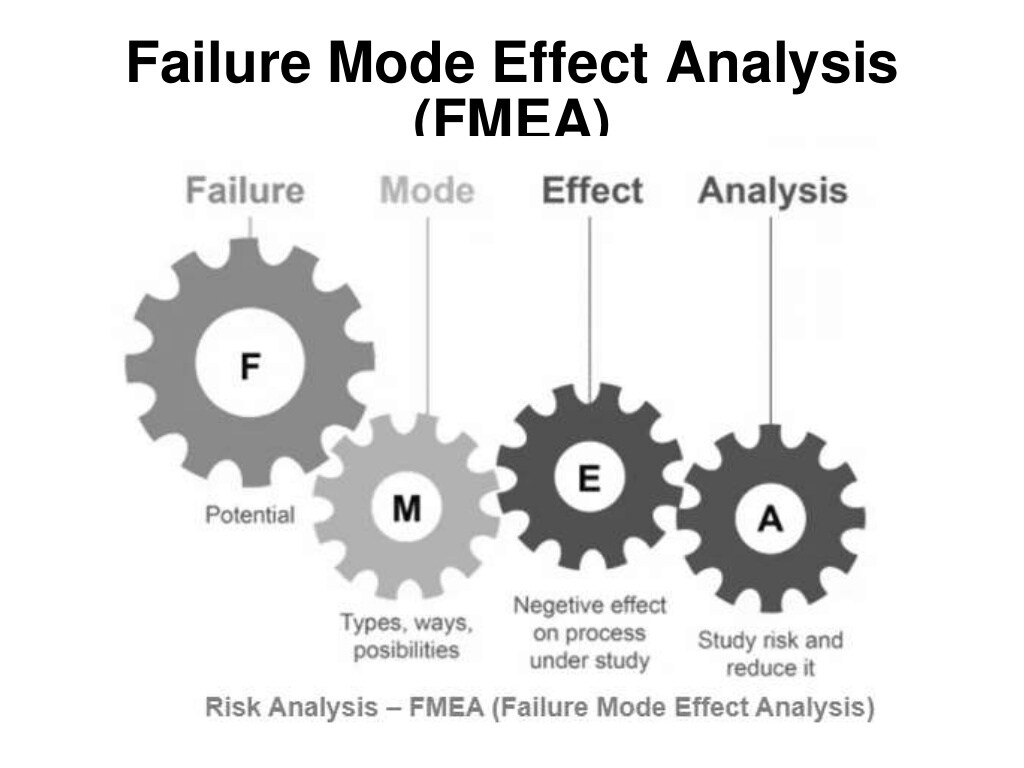 Failure Mode Effect Analysis
(FMEA)
Failure Mode Effect Analysis
F
M
E
A
Potential
Types, ways,
posibilities
Negetive effect
on process
under study
Study risk and
reduce it
Risk Analysis – FMEA (Failure Mode Effect Analysis)